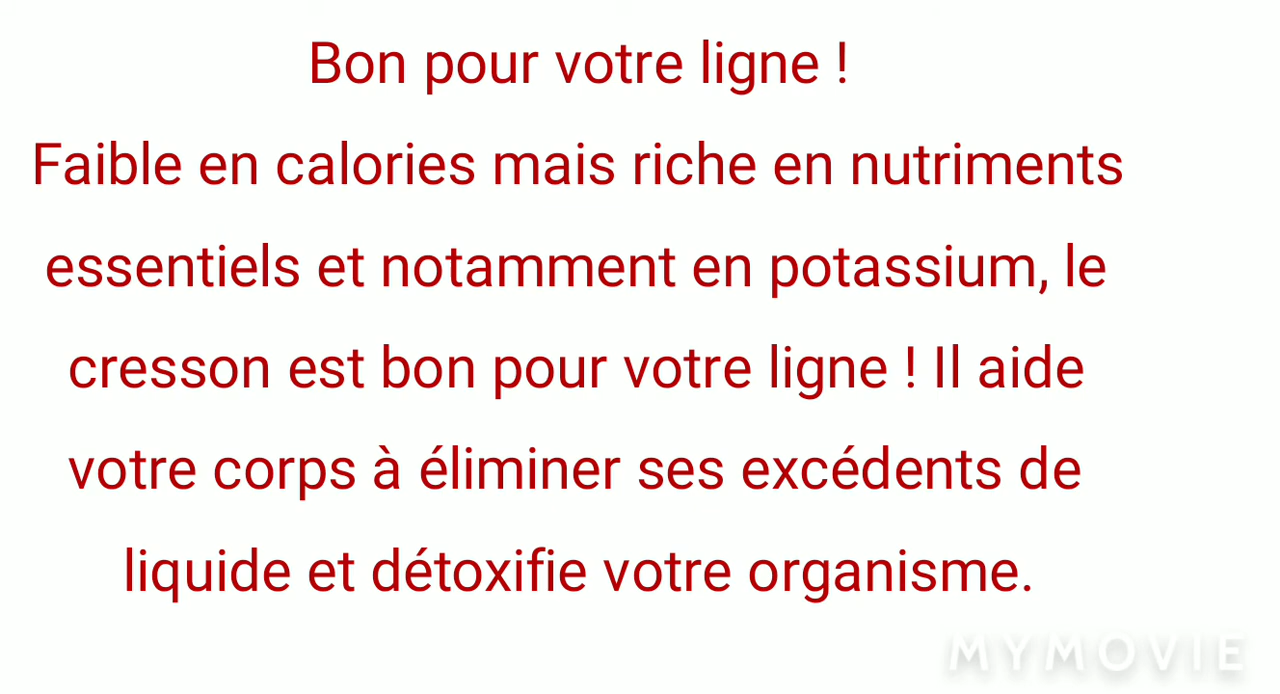 Bon pour votre ligne !
Faible en calories mais riche en nutriments
essentiels et notamment en potassium, le
cresson est bon pour votre ligne ! Il aide
votre corps à éliminer ses excédents de
liquide et détoxifie votre organisme.
MYMOVIE